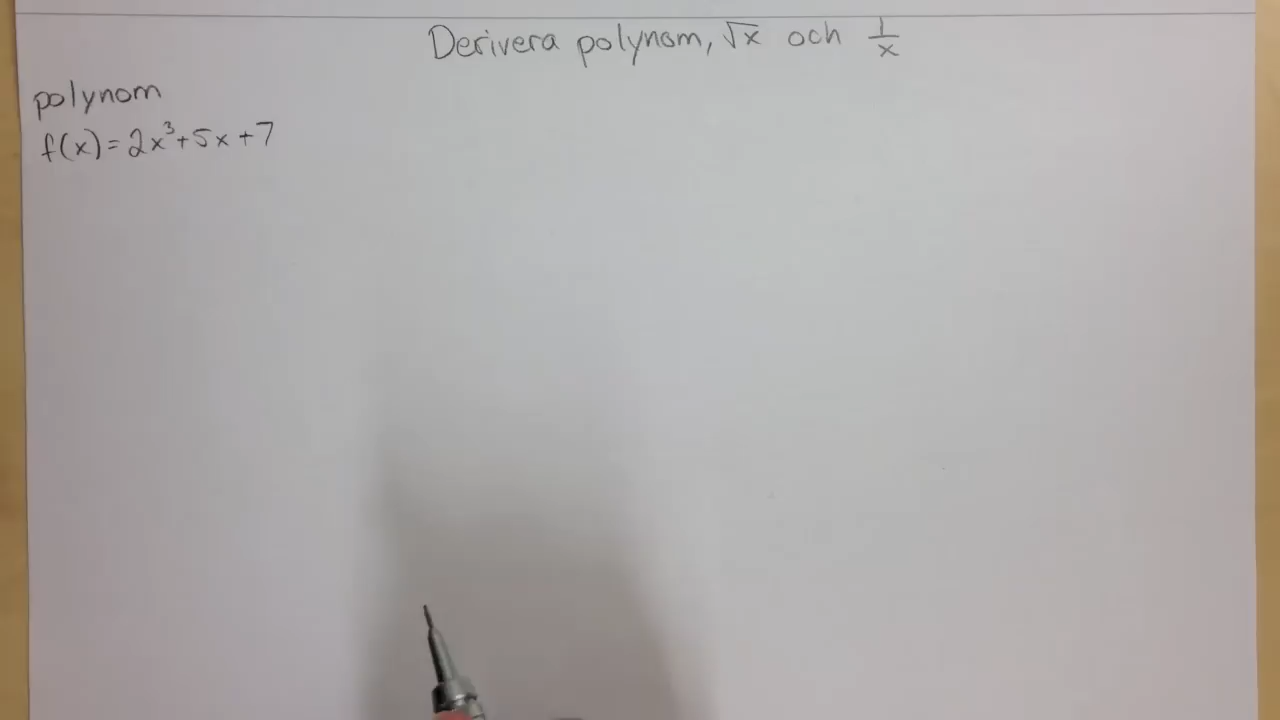 Derivera polynom, √x och 1/x
polynom
f(x)=2x³+5x+7